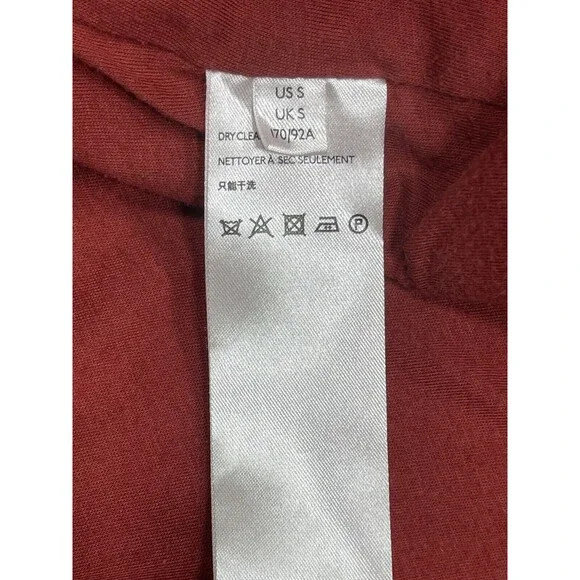 US S
UK S
170/92A
DRY CLEA
NETTOYER À SEC SEULEMENT
只能干洗
P